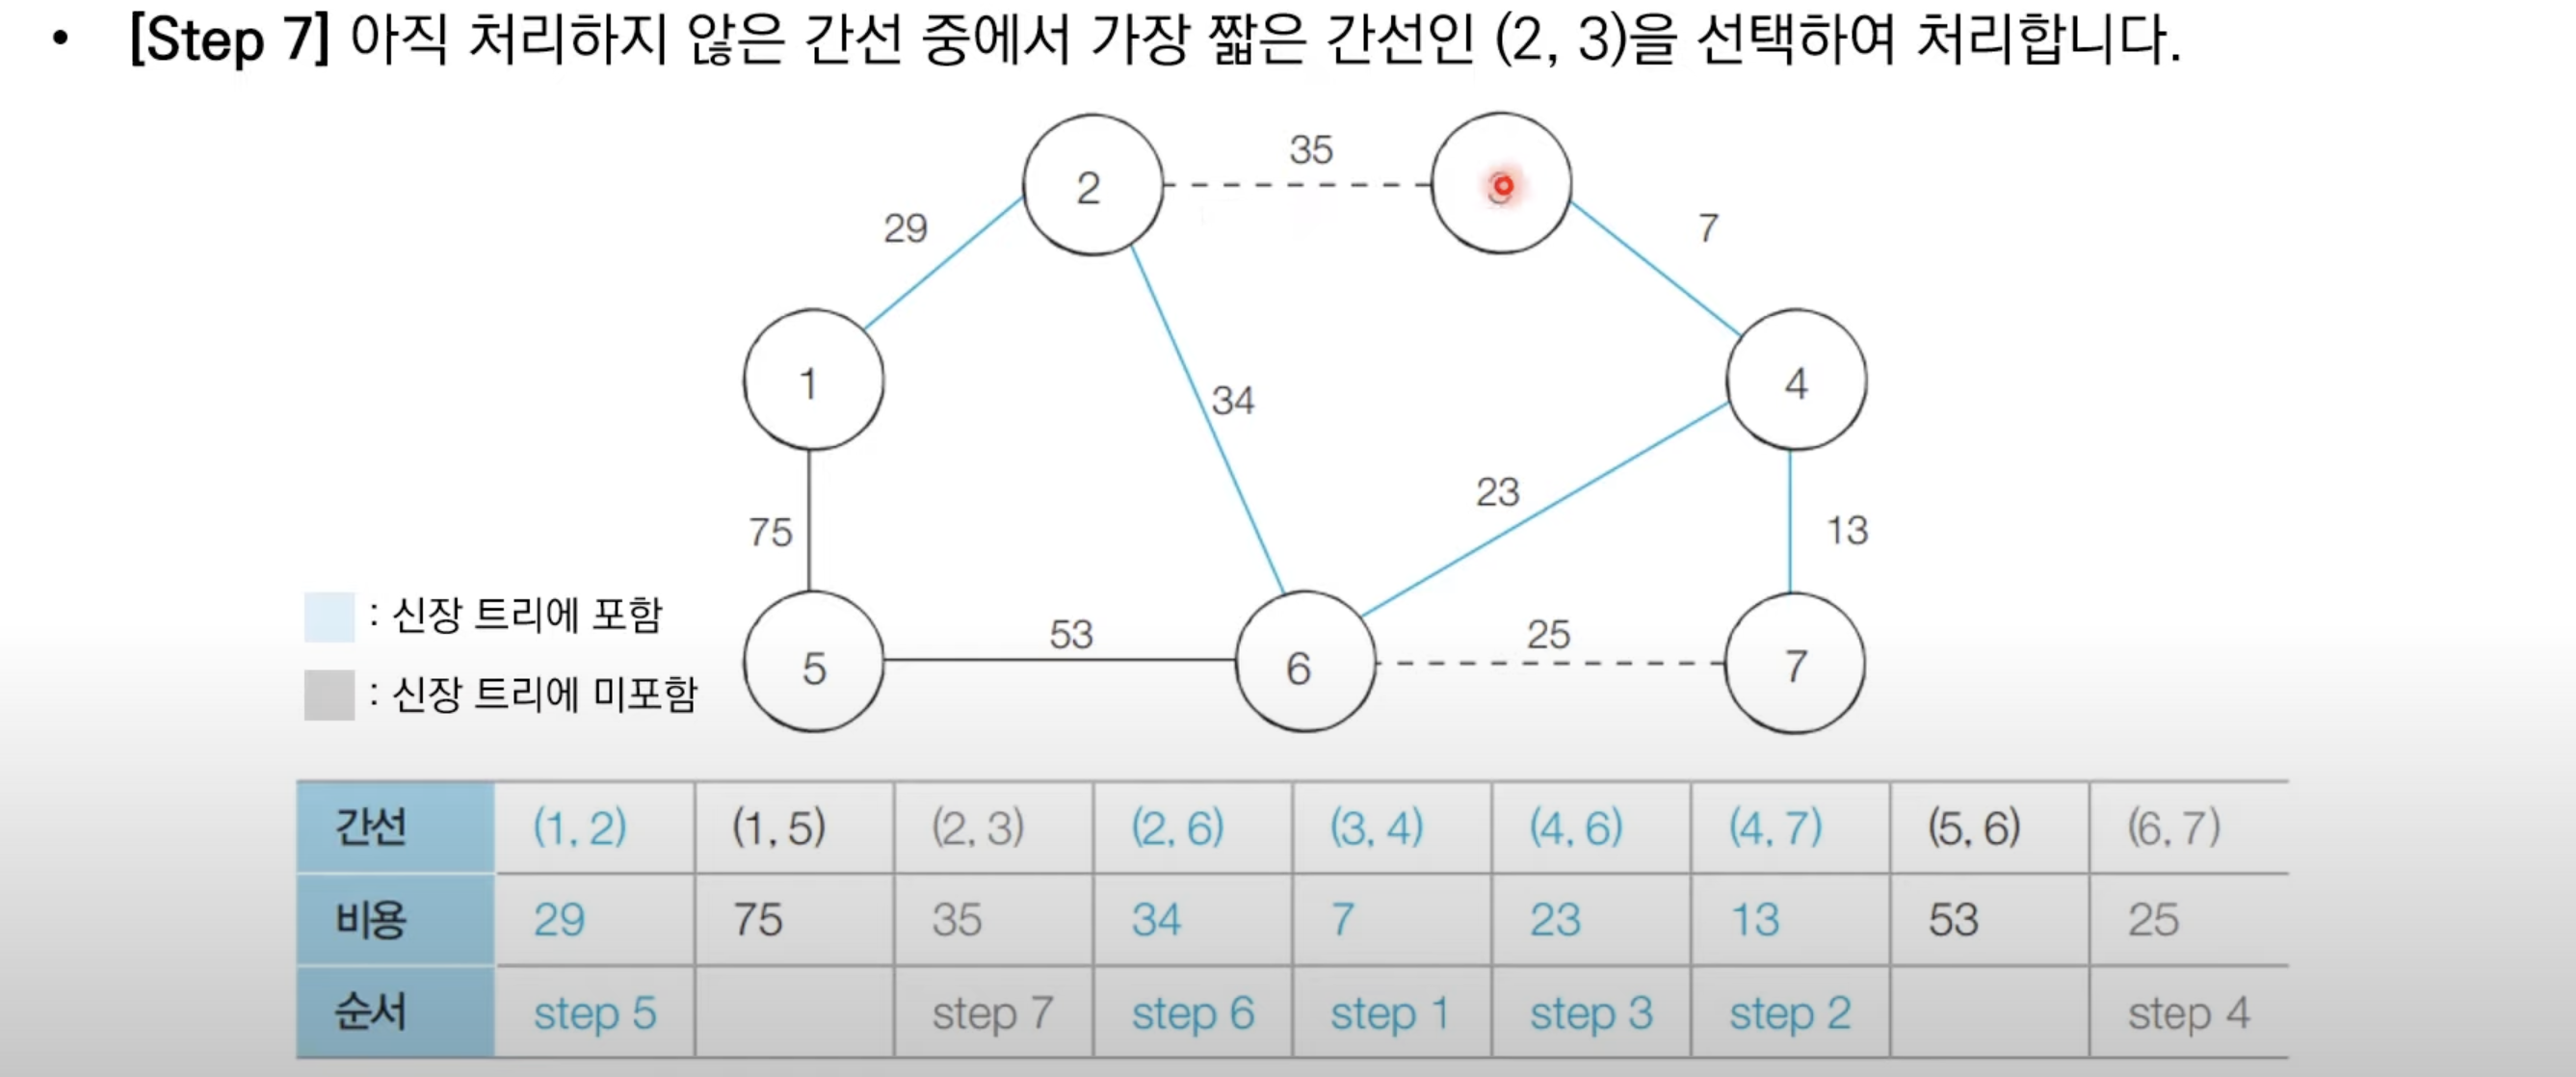 • [Step 7] 아직 처리하지 않은 간선 중에서 가장 짧은 간선인 (2, 3)을 선택하여 처리합니다.
35
2
29
7
1
4
34
23
75
13
: 신장 트리에 포함
53
25
5
6
7
: 신장 트리에 미포함
간선 (1, 2) (1, 5) (2, 3) (2, 6) (3, 4) (4, 6) (4, 7) (5, 6) (6, 7)
비용 29 75 35 34 7 23 13 53 25
순서 step 5 step 7 step 6 step 1 step 3 step 2 step 4